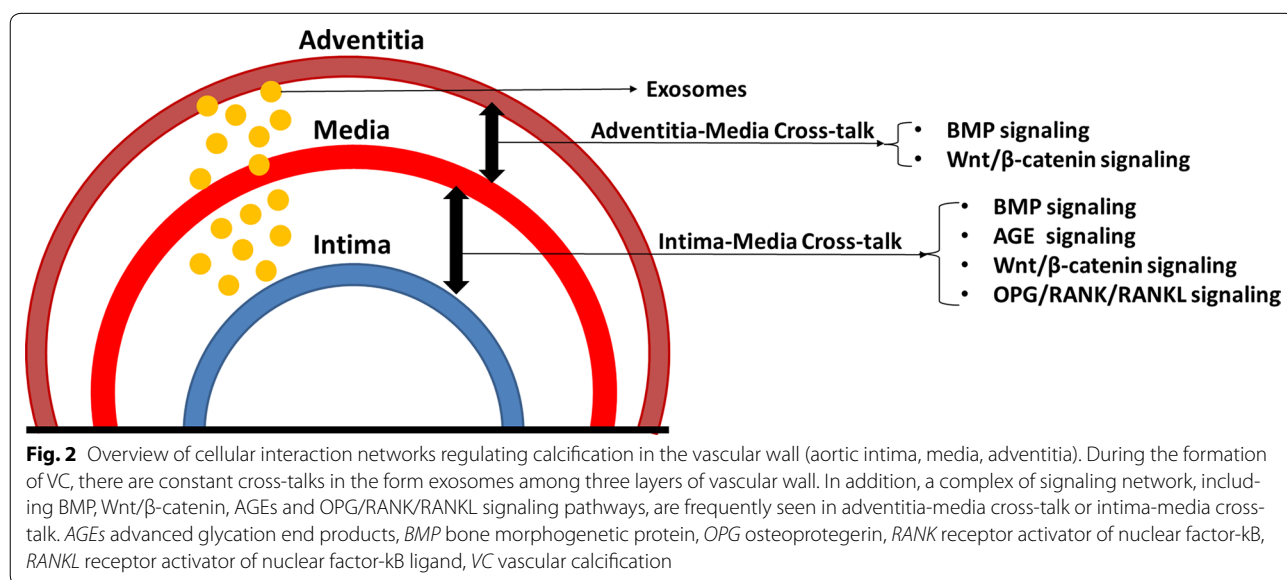 Adventitia
Exosomes
Media
Adventitia-Media Cross-talk
• BMP signaling
• Wnt/β-catenin signaling
Intima
Intima-Media Cross-talk
• BMP signaling
• AGE signaling
• Wnt/β-catenin signaling
• OPG/RANK/RANKL signaling
Fig. 2 Overview of cellular interaction networks regulating calcification in the vascular wall (aortic intima, media, adventitia). During the formation
of VC, there are constant cross-talks in the form exosomes among three layers of vascular wall. In addition, a complex of signaling network, includ-
ing BMP, Wnt/β-catenin, AGEs and OPG/RANK/RANKL signaling pathways, are frequently seen in adventitia-media cross-talk or intima-media cross-
talk. AGEs advanced glycation end products, BMP bone morphogenetic protein, OPG osteoprotegerin, RANK receptor activator of nuclear factor-kB,
RANKL receptor activator of nuclear factor-kB ligand, VC vascular calcification